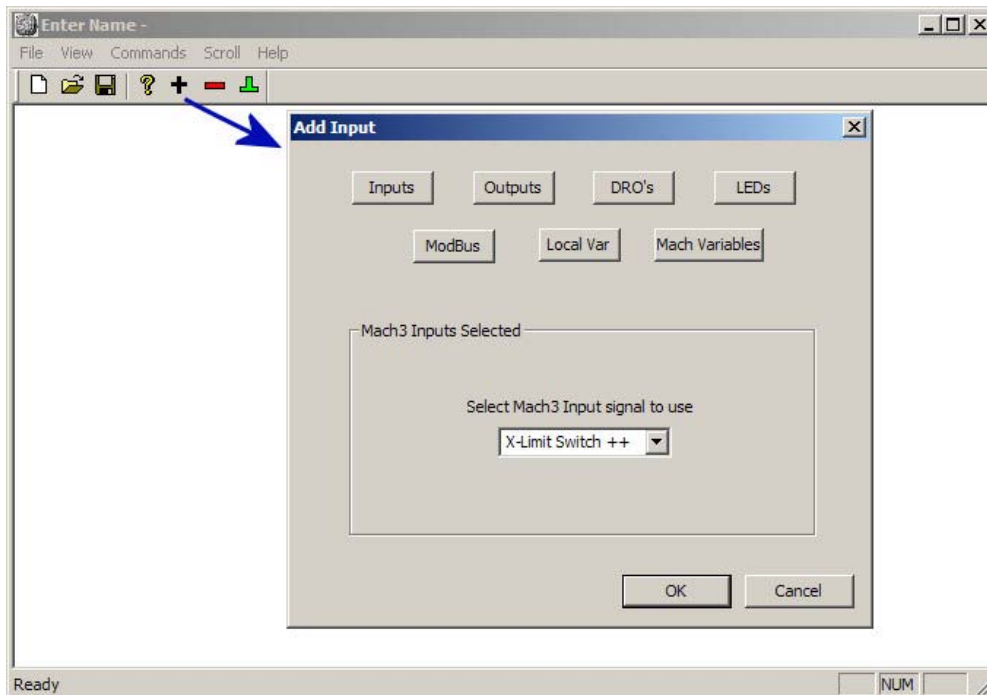 Enter Name -
File View Commands Scroll Help
Add Input
Inputs Outputs DRO's LEDs
ModBus Local Var Mach Variables
Mach3 Inputs Selected
Select Mach3 Input signal to use
X-Limit Switch ++
OK Cancel
Ready NUM